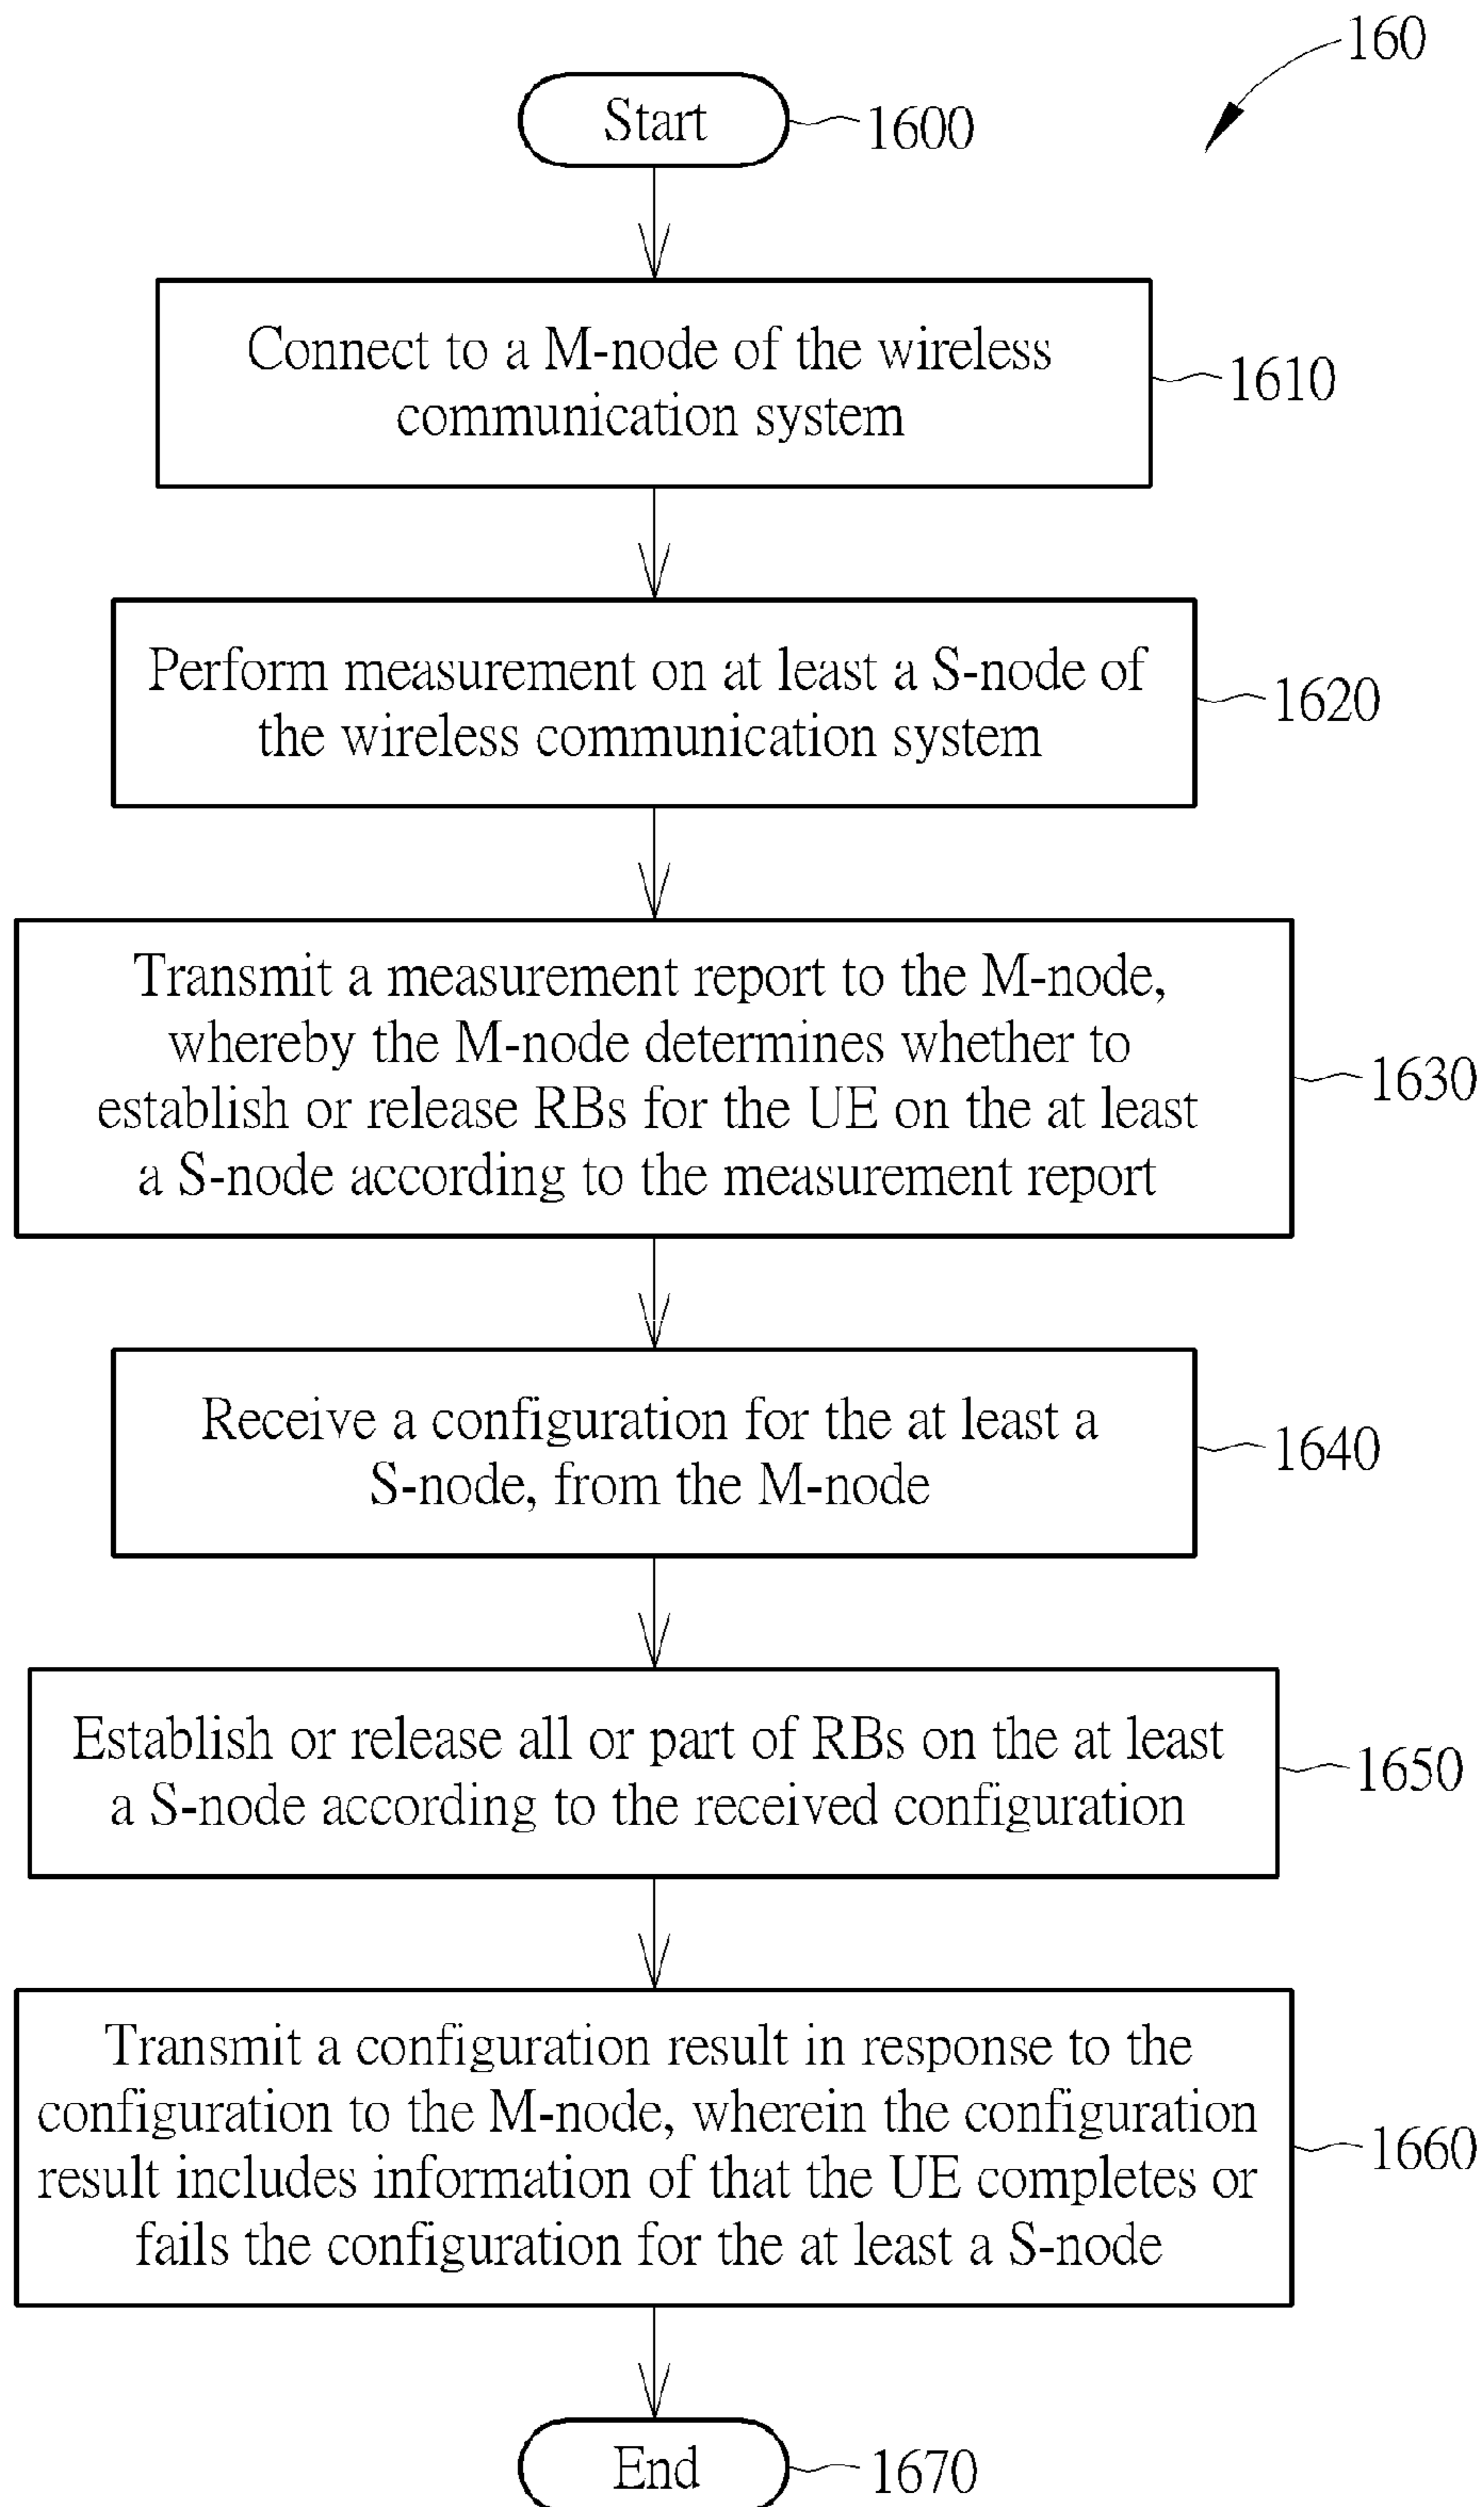 160
Start
1600
Connect to a M-node of the wireless
communication system
1610
Perform measurement on at least a S-node of
the wireless communication system
1620
Transmit a measurement report to the M-node,
whereby the M-node determines whether to
establish or release RBs for the UE on the at least
a S-node according to the measurement report
1630
Receive a configuration for the at least a
S-node, from the M-node
1640
Establish or release all or part of RBs on the at least
a S-node according to the received configuration
1650
Transmit a configuration result in response to the
configuration to the M-node, wherein the configuration
result includes information of that the UE completes or
fails the configuration for the at least a S-node
1660
End
1670